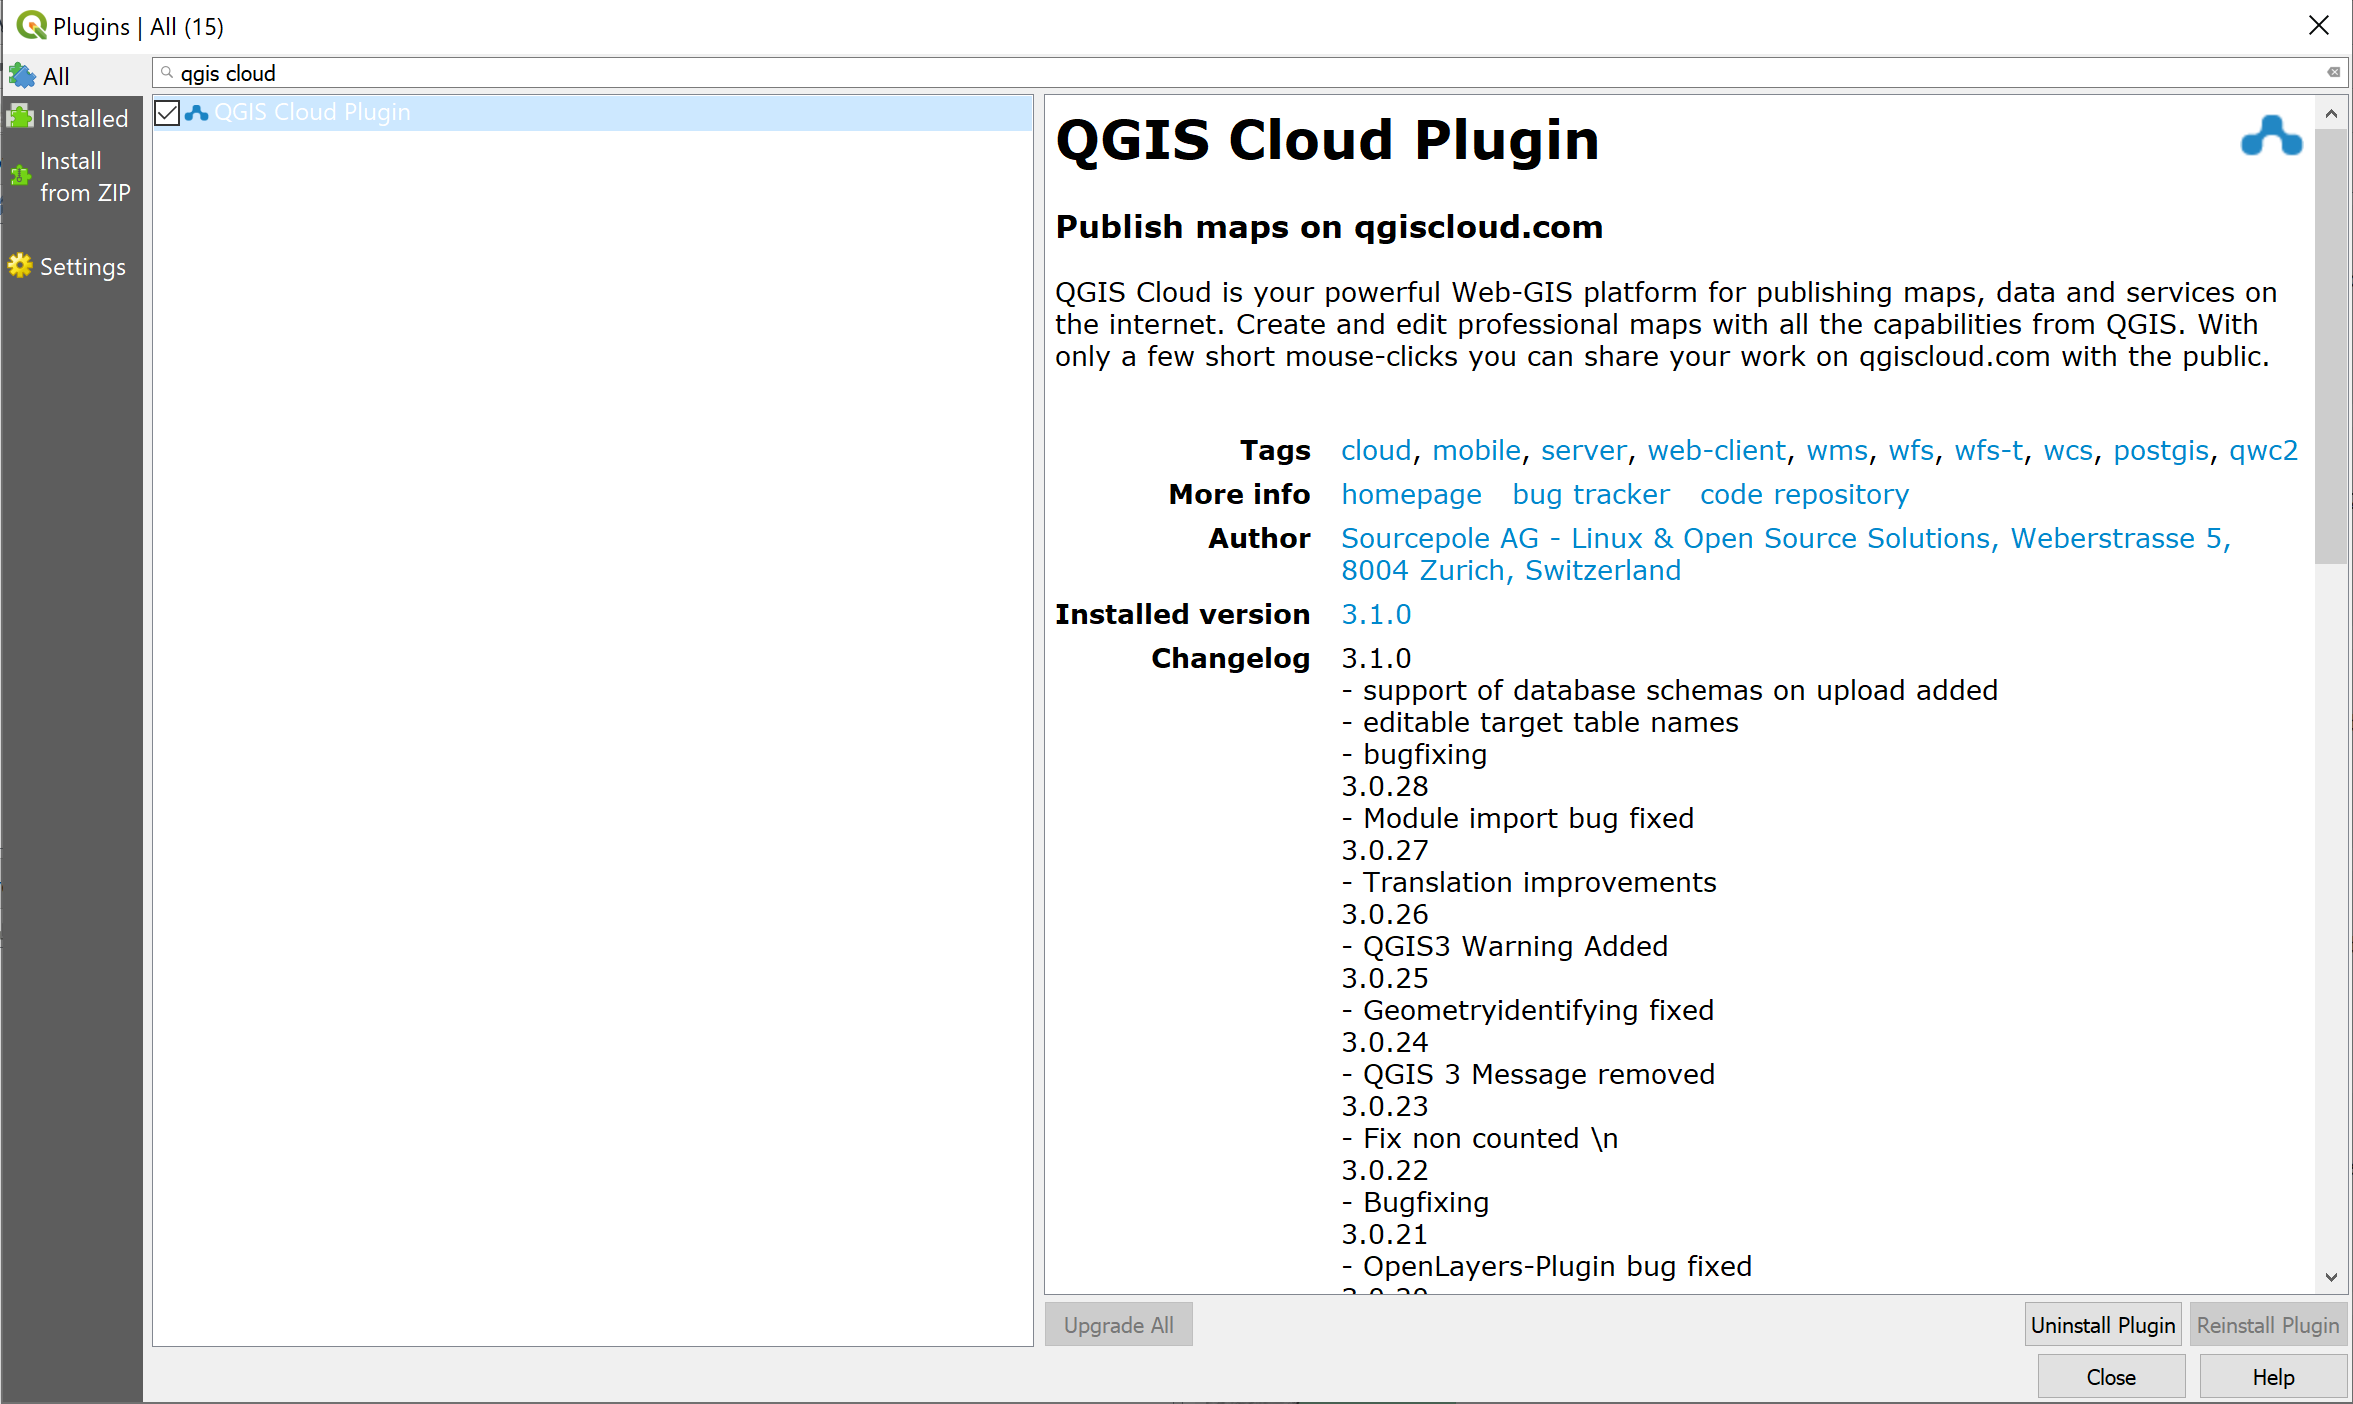 Plugins | All (15)
All
qgis cloud
Installed
Install
from ZIP
Settings
QGIS Cloud Plugin
QGIS Cloud Plugin
Publish maps on qgiscloud.com
QGIS Cloud is your powerful Web-GIS platform for publishing maps, data and services on
the internet. Create and edit professional maps with all the capabilities from QGIS. With
only a few short mouse-clicks you can share your work on qgiscloud.com with the public.
Tags cloud, mobile, server, web-client, wms, wfs, wfs-t, wcs, postgis, qwc2
More info homepage bug tracker code repository
Author Sourcepole AG - Linux & Open Source Solutions, Weberstrasse 5,
8004 Zurich, Switzerland
Installed version 3.1.0
Changelog 3.1.0
- support of database schemas on upload added
- editable target table names
- bugfixing
3.0.28
- Module import bug fixed
3.0.27
- Translation improvements
3.0.26
- QGIS3 Warning Added
3.0.25
- Geometryidentifying fixed
3.0.24
- QGIS 3 Message removed
3.0.23
- Fix non counted \n
3.0.22
- Bugfixing
3.0.21
- OpenLayers-Plugin bug fixed
Upgrade All
Uninstall Plugin
Reinstall Plugin
Close
Help